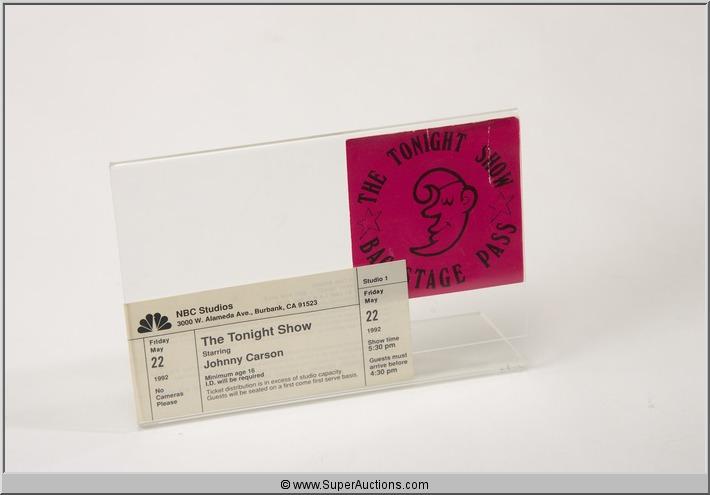 THE TONIGHT SHOW
BACKSTAGE PASS
NBC Studios
3000 W. Alameda Ave., Burbank, CA 91523
Studio 1
Friday
May
22
1992
No
Cameras
Please
The Tonight Show
Starring
Johnny Carson
Minimum age 16
I.D. will be required
Ticket distribution is in excess of studio capacity.
Guests will be seated on a first come first serve basis.
Friday
May
22
1992
Show time
5:30 pm
Guests must
arrive before
4:30 pm
© www.SuperAuctions.com